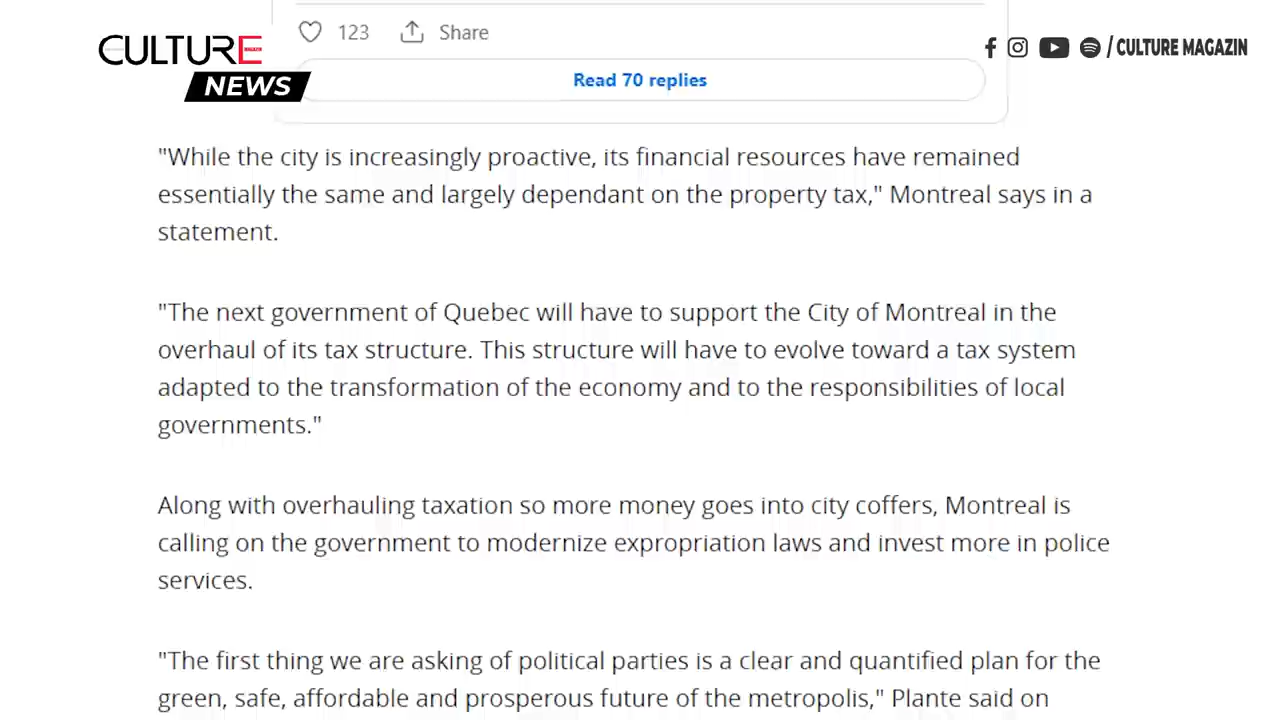 CULTURE
NEWS
123 Share
/ CULTURE MAGAZIN
Read 70 replies
"While the city is increasingly proactive, its financial resources have remained
essentially the same and largely dependant on the property tax," Montreal says in a
statement.
"The next government of Quebec will have to support the City of Montreal in the
overhaul of its tax structure. This structure will have to evolve toward a tax system
adapted to the transformation of the economy and to the responsibilities of local
governments."
Along with overhauling taxation so more money goes into city coffers, Montreal is
calling on the government to modernize expropriation laws and invest more in police
services.
"The first thing we are asking of political parties is a clear and quantified plan for the
green, safe, affordable and prosperous future of the metropolis," Plante said on